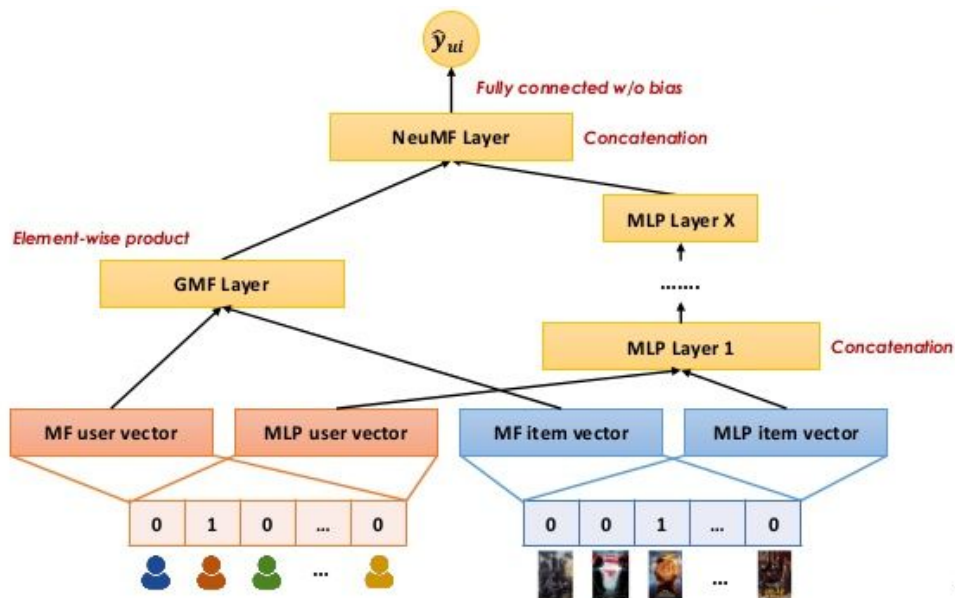 ŷui
Fully connected w/o bias
NeuMF Layer
Concatenation
MLP Layer X
Element-wise product
GMF Layer
.......
MLP Layer 1
Concatenation
MF user vector
MLP user vector
MF item vector
MLP item vector
0 1 0 ... 0
0 0 1 ... 0
...
...